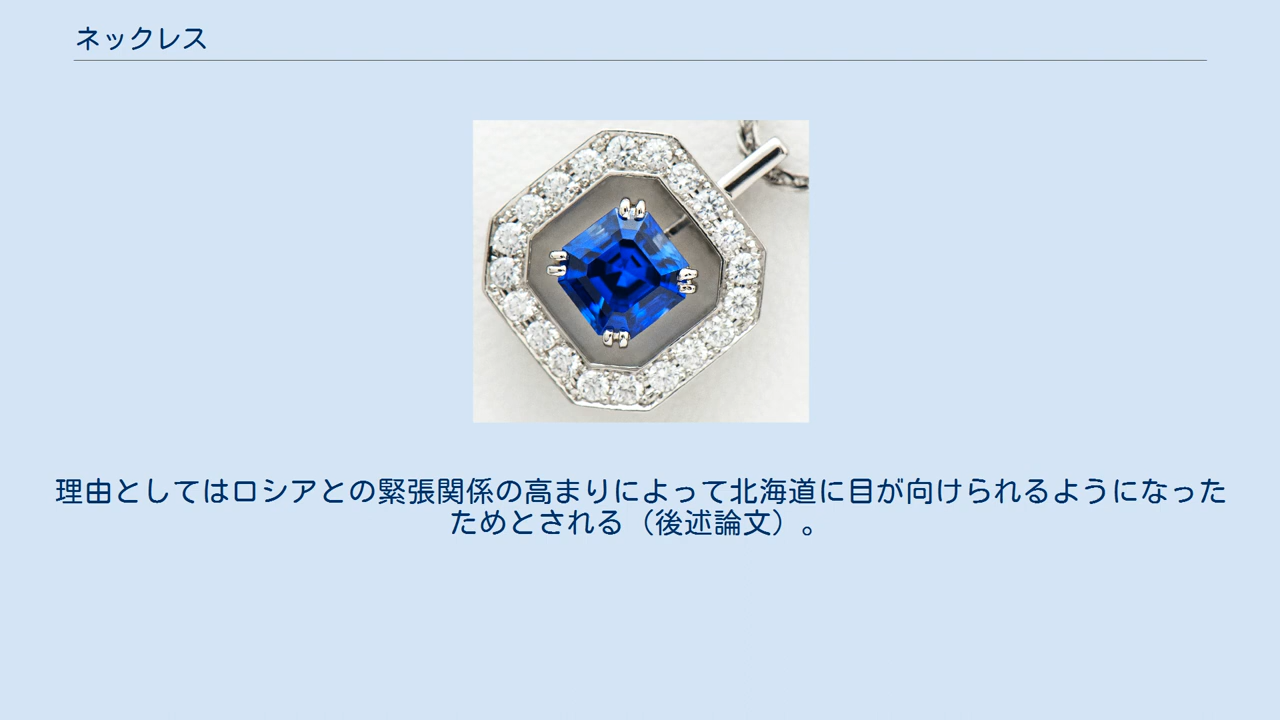 ネックレス
理由としてはロシアとの緊張関係の高まりによって北海道に目が向けられるようになった
ためとされる（後述論文）。